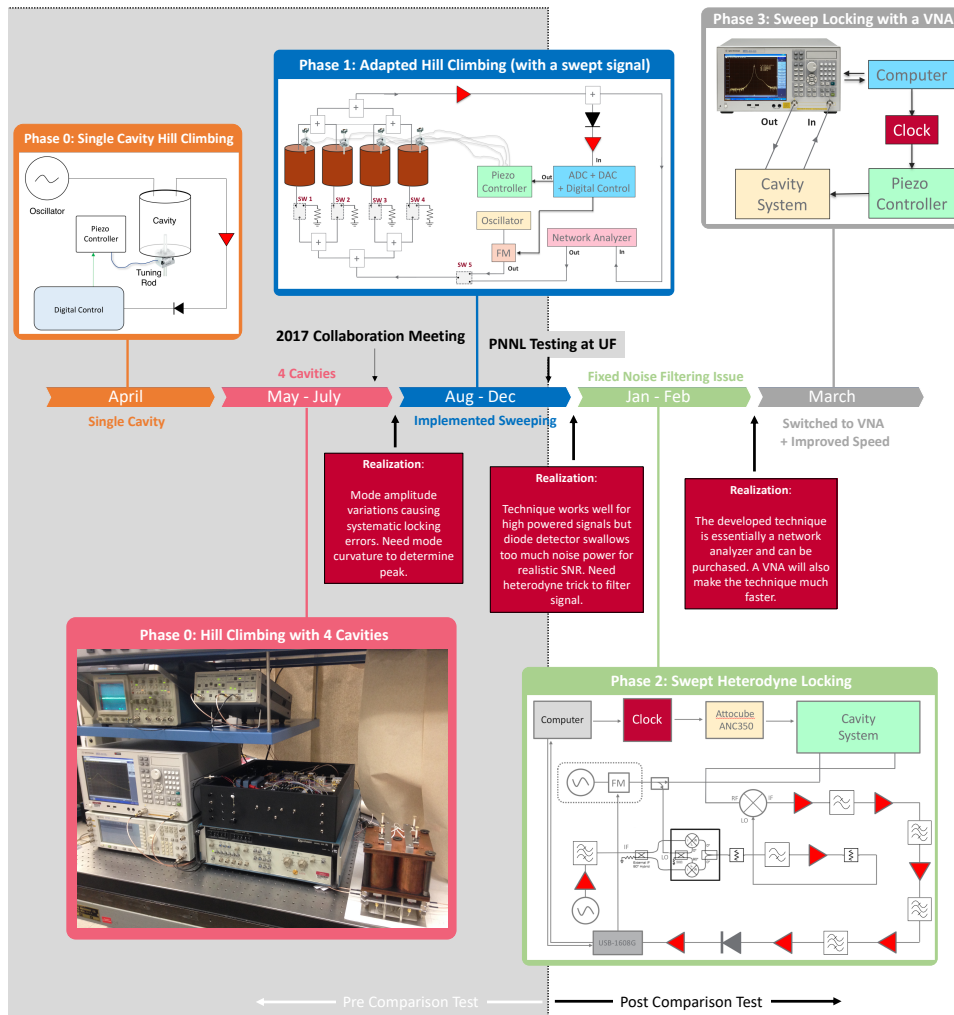 Phase 3: Sweep Locking with a VNA
Computer
Out
In
Clock
Cavity
System
Piezo
Controller
Phase 1: Adapted Hill Climbing (with a swept signal)
+
+
+
+
In
Piezo
Controller
Out
ADC + DAC
+ Digital Control
SW 1
SW 2
SW 3
SW 4
Oscillator
+
+
Network Analyzer
FM
SW 5
Out
Out
In
+
Phase 0: Single Cavity Hill Climbing
Oscillator
Cavity
Piezo
Controller
Tuning
Rod
Digital Control
2017 Collaboration Meeting
PNNL Testing at UF
4 Cavities
Fixed Noise Filtering Issue
April
May - July
Aug - Dec
Jan - Feb
March
Single Cavity
Implemented Sweeping
Switched to VNA
+ Improved Speed
Realization:
Mode amplitude
variations causing
systematic locking
errors. Need mode
curvature to determine
peak.
Realization:
Technique works well for
high powered signals but
diode detector swallows
too much noise power for
realistic SNR. Need
heterodyne trick to filter
signal.
Realization:
The developed technique
is essentially a network
analyzer and can be
purchased. A VNA will also
make the technique much
faster.
Phase 0: Hill Climbing with 4 Cavities
Phase 2: Swept Heterodyne Locking
Computer
Clock
Attocube
ANC350
Cavity
System
FM
RF
IF
LO
IF
LO
USB-1608G
Pre Comparison Test
Post Comparison Test